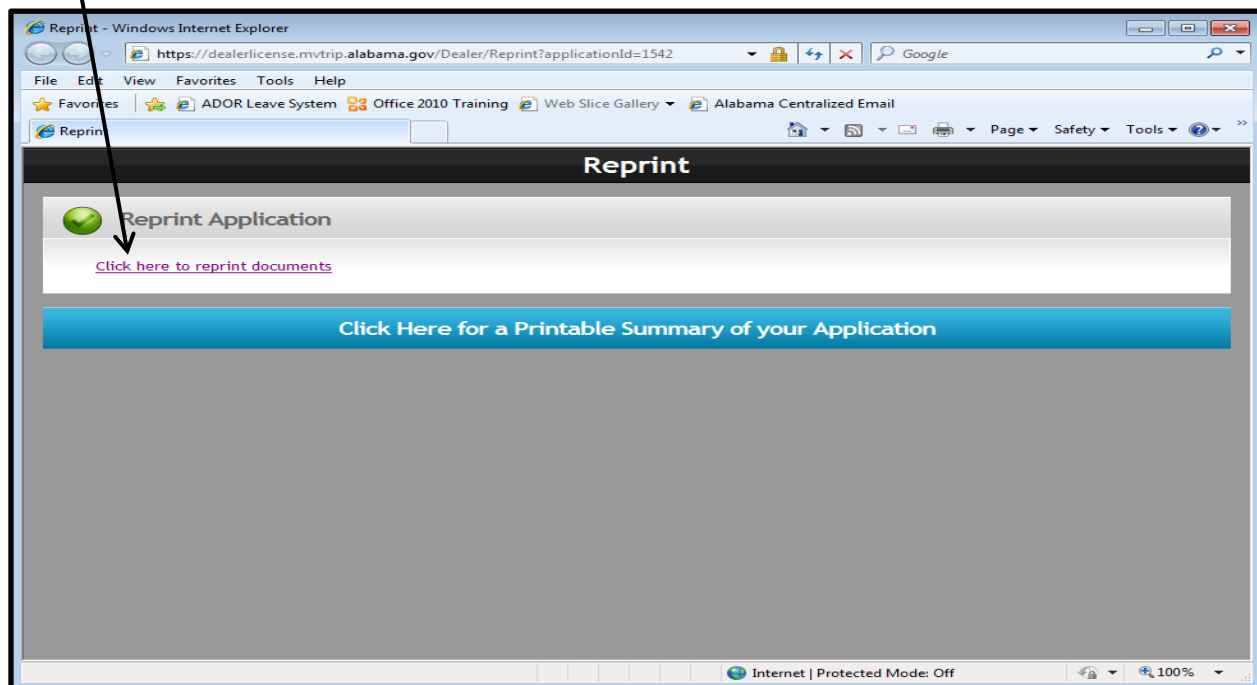 Reprint - Windows Internet Explorer
https://dealerlicense.mvtrip.alabama.gov/Dealer/Reprint?applicationId=1542 Google
File Edit View Favorites Tools Help
Favorites ADOR Leave System Office 2010 Training Web Slice Gallery Alabama Centralized Email
Reprint Page Safety Tools
Reprint
Reprint Application
Click here to reprint documents
Click Here for a Printable Summary of your Application
Internet | Protected Mode: Off 100%